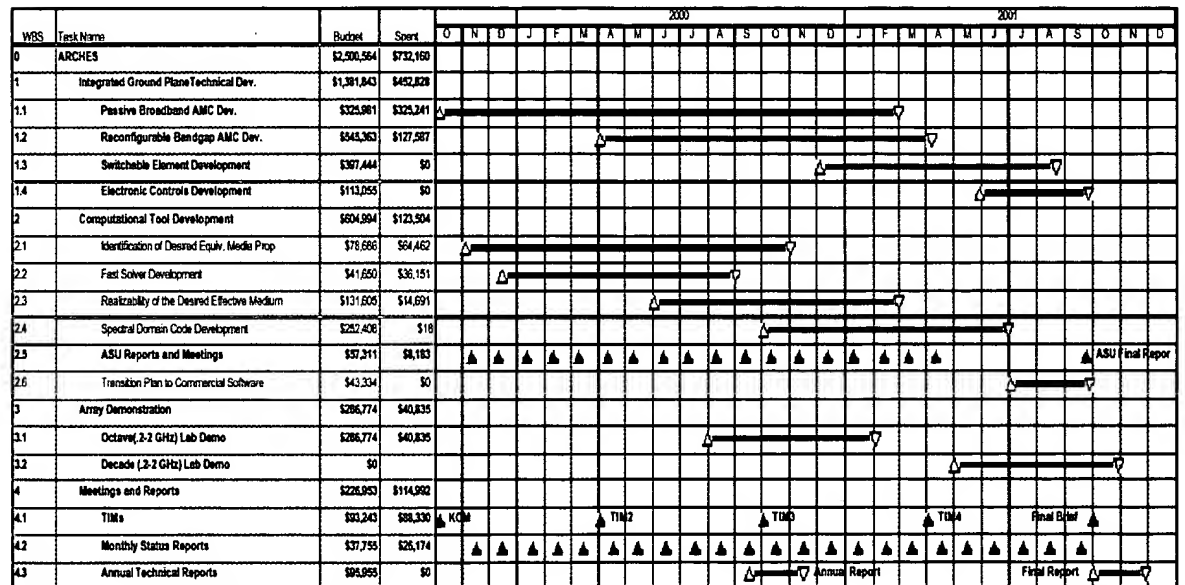 2000 2001
WBS Task Name Budget Spent O N D J F M A M J J A S O N D J F M A M J J A S O N D
0 ARCHES $2,500,564 $732,160
1 Integrated Ground PlaneTechnical Dev. $1,381,843 $452,828
1.1 Passive Broadband AMC Dev. $325,981 $325,241
1.2 Reconfigurable Bandgap AMC Dev. $545,363 $127,587
1.3 Switchable Element Development $397,444 $0
1.4 Electronic Controls Development $113,055 $0
2 Computational Tool Development $604,994 $123,504
2.1 Identification of Desired Equiv. Media Prop $78,686 $64,462
2.2 Fast Solver Development $41,650 $36,151
2.3 Realizability of the Desired Effective Medium $131,605 $14,691
2.4 Spectral Domain Code Development $252,408 $18
2.5 ASU Reports and Meetings $57,311 $8,183 ASU Final Repor
2.6 Transition Plan to Commercial Software $43,334 $0
3 Array Demonstration $286,774 $40,835
3.1 Octave(.2-2 GHz) Lab Demo $286,774 $40,835
3.2 Decade (.2-2 GHz) Lab Demo $0
4 Meetings and Reports $226,953 $114,992
4.1 TIMs $93,243 $88,330 KOM TIM2 TIM3 TIM4 Final Brief
4.2 Monthly Status Reports $37,755 $26,174
4.3 Annual Technical Reports $95,955 $0 Annual Report Final Report